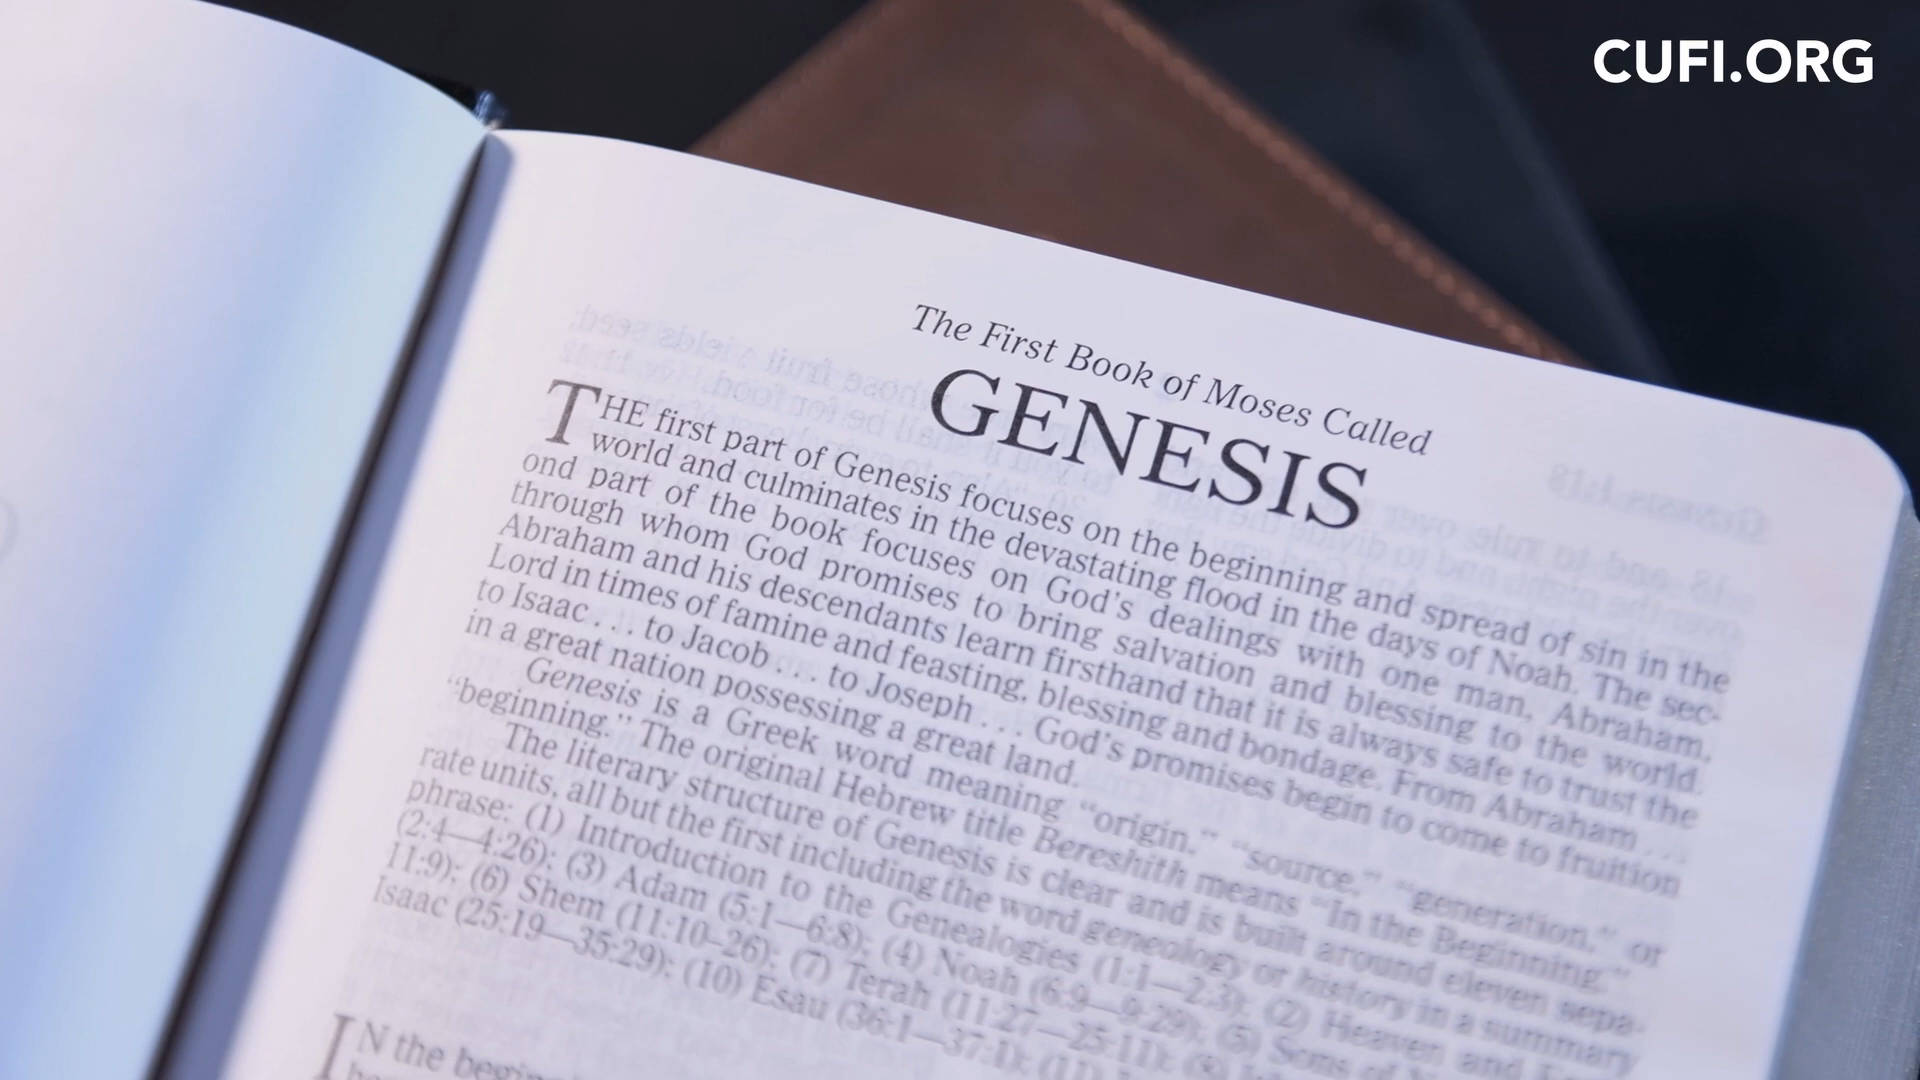 CUFI.ORG
The First Book of Moses Called
GENESIS
THE first part of Genesis focuses on the beginning and spread of sin in the
world and culminates in the devastating flood in the days of Noah. The sec-
ond part of the book focuses on God's dealings with one man, Abraham,
through whom God promises to bring salvation and blessing to the world.
Abraham and his descendants learn firsthand that it is always safe to trust the
Lord in times of famine and feasting, blessing and bondage. From Abraham . . .
to Isaac . . . to Jacob . . . to Joseph . . . God's promises begin to come to fruition
in a great nation possessing a great land.
Genesis is a Greek word meaning "origin," "source," "generation," or
"beginning." The original Hebrew title Bereshith means "In the Beginning."
The literary structure of Genesis is clear and is built around eleven sepa-
rate units, all but the first including the word geneology or history in a summary
phrase: (1) Introduction to the Genealogies (1:1—2:3); (2) Heaven and
(2:4—4:26); (3) Adam (5:1—6:8); (4) Noah (6:9—9:29); (5) Sons of
11:9); (6) Shem (11:10–26); (7) Terah (11:27—25:11);
Isaac (25:19—35:29); (10) Esau (36:1—37:1); (11)
IN the